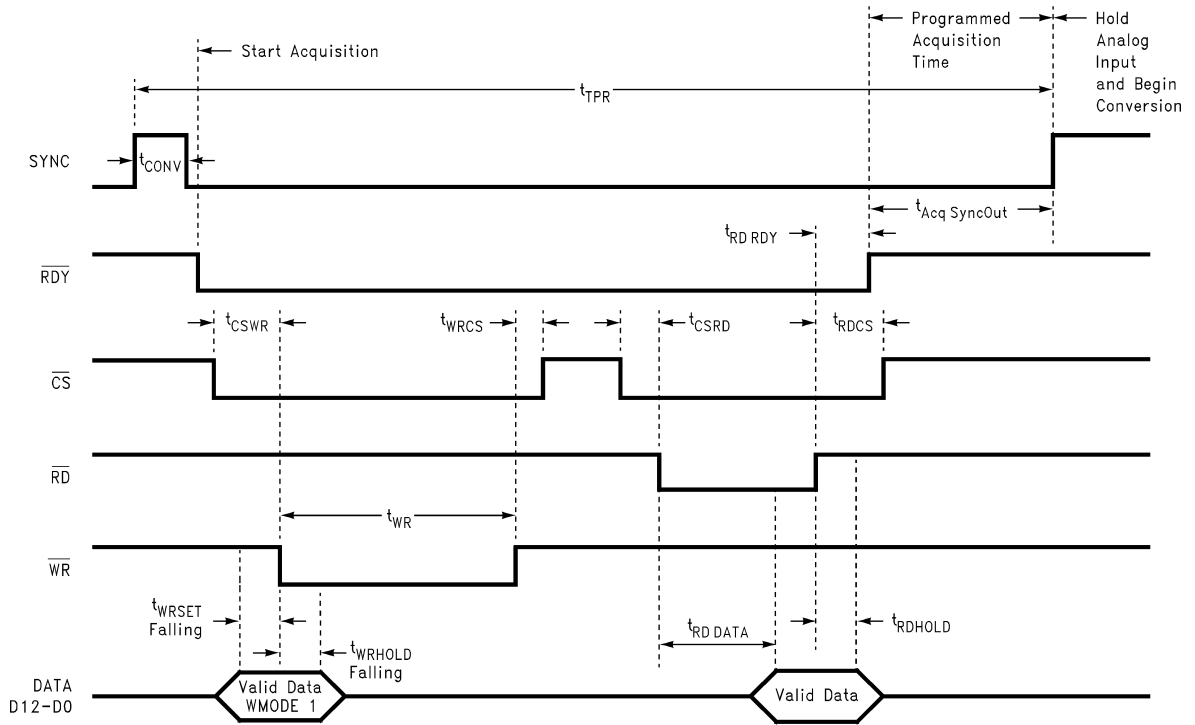 Start Acquisition
Programmed
Acquisition
Time
Hold
Analog
Input
and Begin
Conversion
tTPR
SYNC
tCONV
tAcq SyncOut
tRD RDY
RDY
tCSWR
tWRCS
tCSRD
tRDCS
CS
RD
tWR
WR
tWRSET
Falling
tWRHOLD
Falling
tRD DATA
tRDHOLD
DATA
D12-D0
Valid Data
WMODE 1
Valid Data